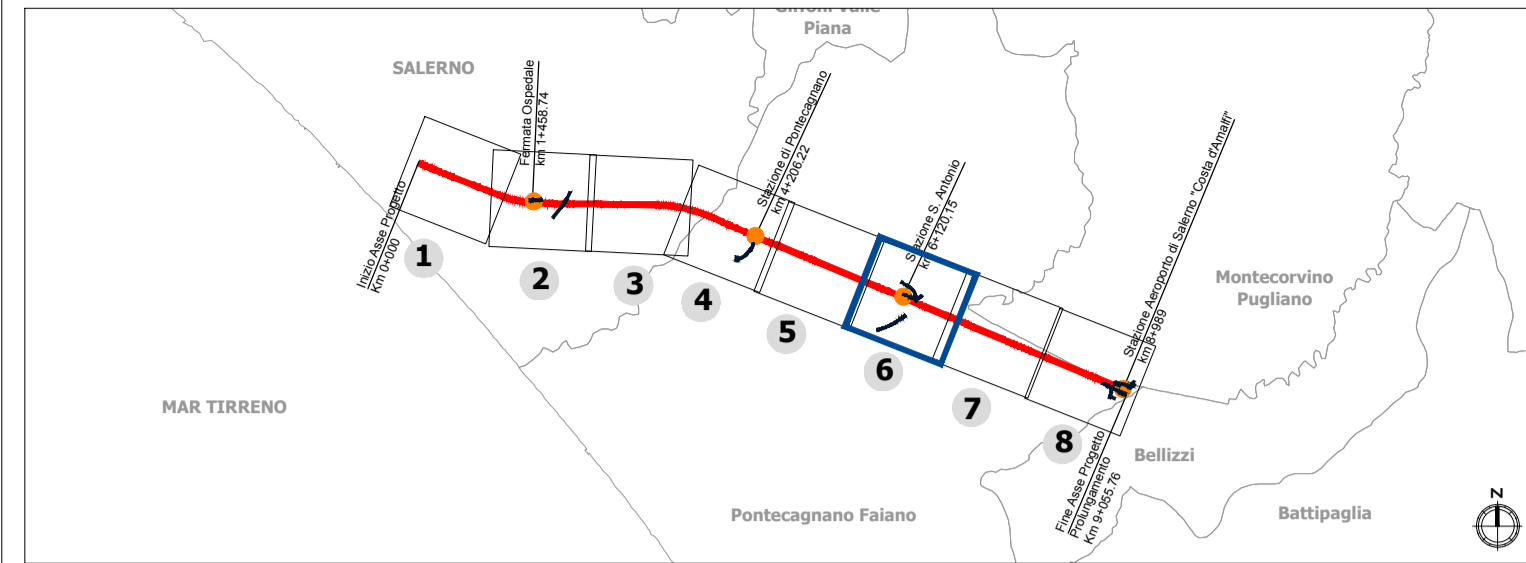 Piana
SALERNO
Fermata Ospedale
km 1+458.74
Stazione di Pontecagnano
km 4+206.22
Stazione S. Antonio
km 6+120,15
Stazione Aeroporto di Salerno "Costa d'Amalfi"
km 8+989
Inizio Asse Progetto
Km 0+000
1
2
3
4
5
6
7
8
Montecorvino
Pugliano
MAR TIRRENO
Fine Asse Progetto
Prolungamento
Km 9+055.76
Bellizzi
Pontecagnano Faiano
Battipaglia
N